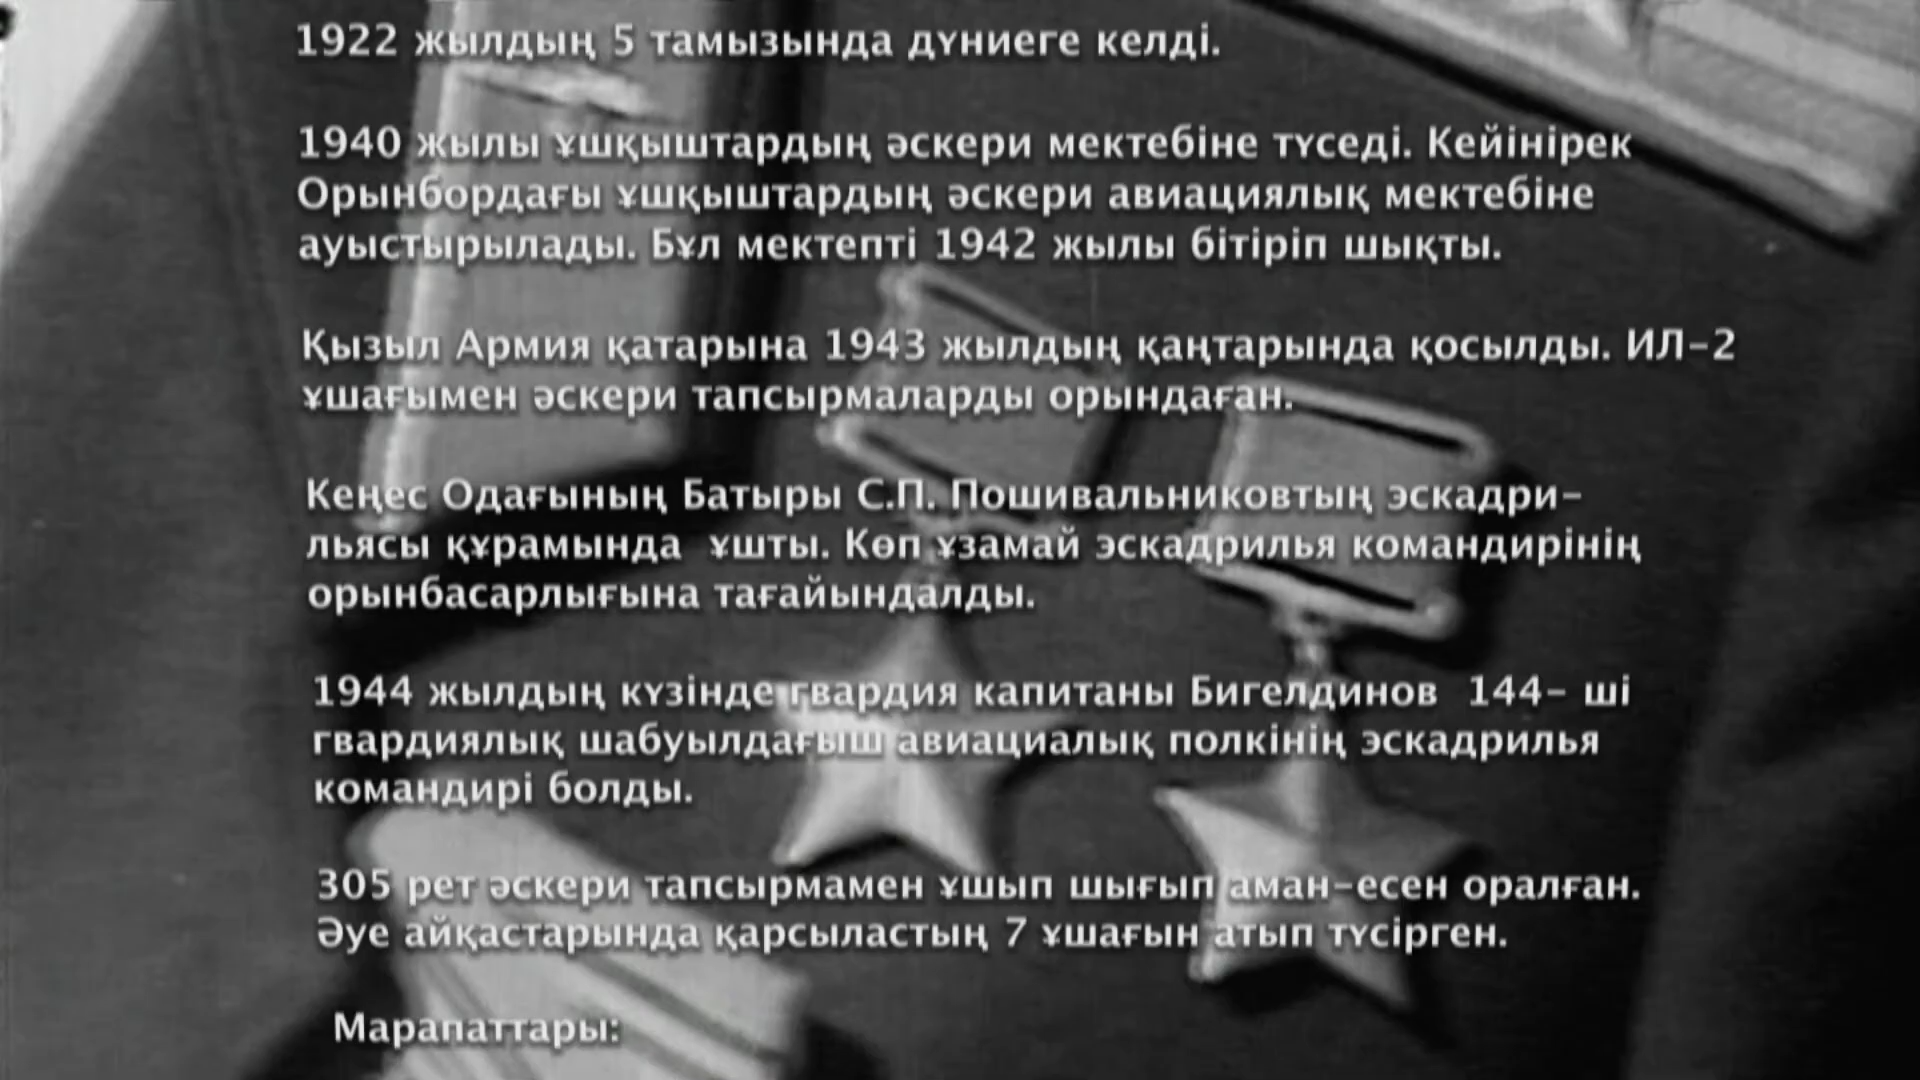 1922 жылдың 5 тамызында дүниеге келді.
1940 жылы ұшқыштардың әскери мектебіне түседі. Кейінірек
Орынбордағы ұшқыштардың әскери авиациялық мектебіне
ауыстырылады. Бұл мектепті 1942 жылы бітіріп шықты.
Қызыл Армия қатарына 1943 жылдың қаңтарында қосылды. ИЛ-2
ұшағымен әскери тапсырмаларды орындаған.
Кеңес Одағының Батыры С.П. Пошивальниковтың эскадри-
льясы құрамында ұшты. Көп ұзамай эскадрилья командирінің
орынбасарлығына тағайындалды.
1944 жылдың күзінде гвардия капитаны Бигелдинов 144- ші
гвардиялық шабуылдағыш авиациалық полкінің эскадрилья
командирі болды.
305 рет әскери тапсырмамен ұшып шығып аман-есен оралған.
Әуе айқастарында қарсыластың 7 ұшағын атып түсірген.
Марапаттары: